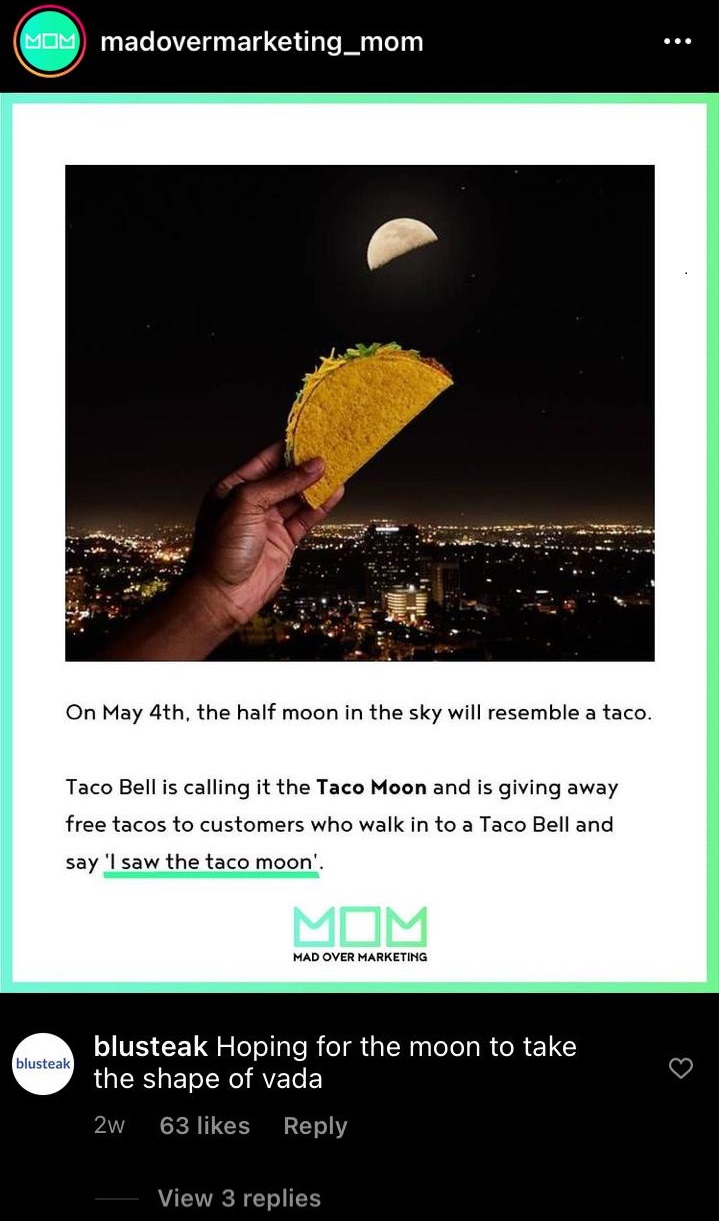 MOM
madovermarketing_mom
On May 4th, the half moon in the sky will resemble a taco.
Taco Bell is calling it the Taco Moon and is giving away
free tacos to customers who walk in to a Taco Bell and
say 'I saw the taco moon'.
MOM
MAD OVER MARKETING
blusteak
blusteak Hoping for the moon to take
the shape of vada
2w 63 likes Reply
View 3 replies